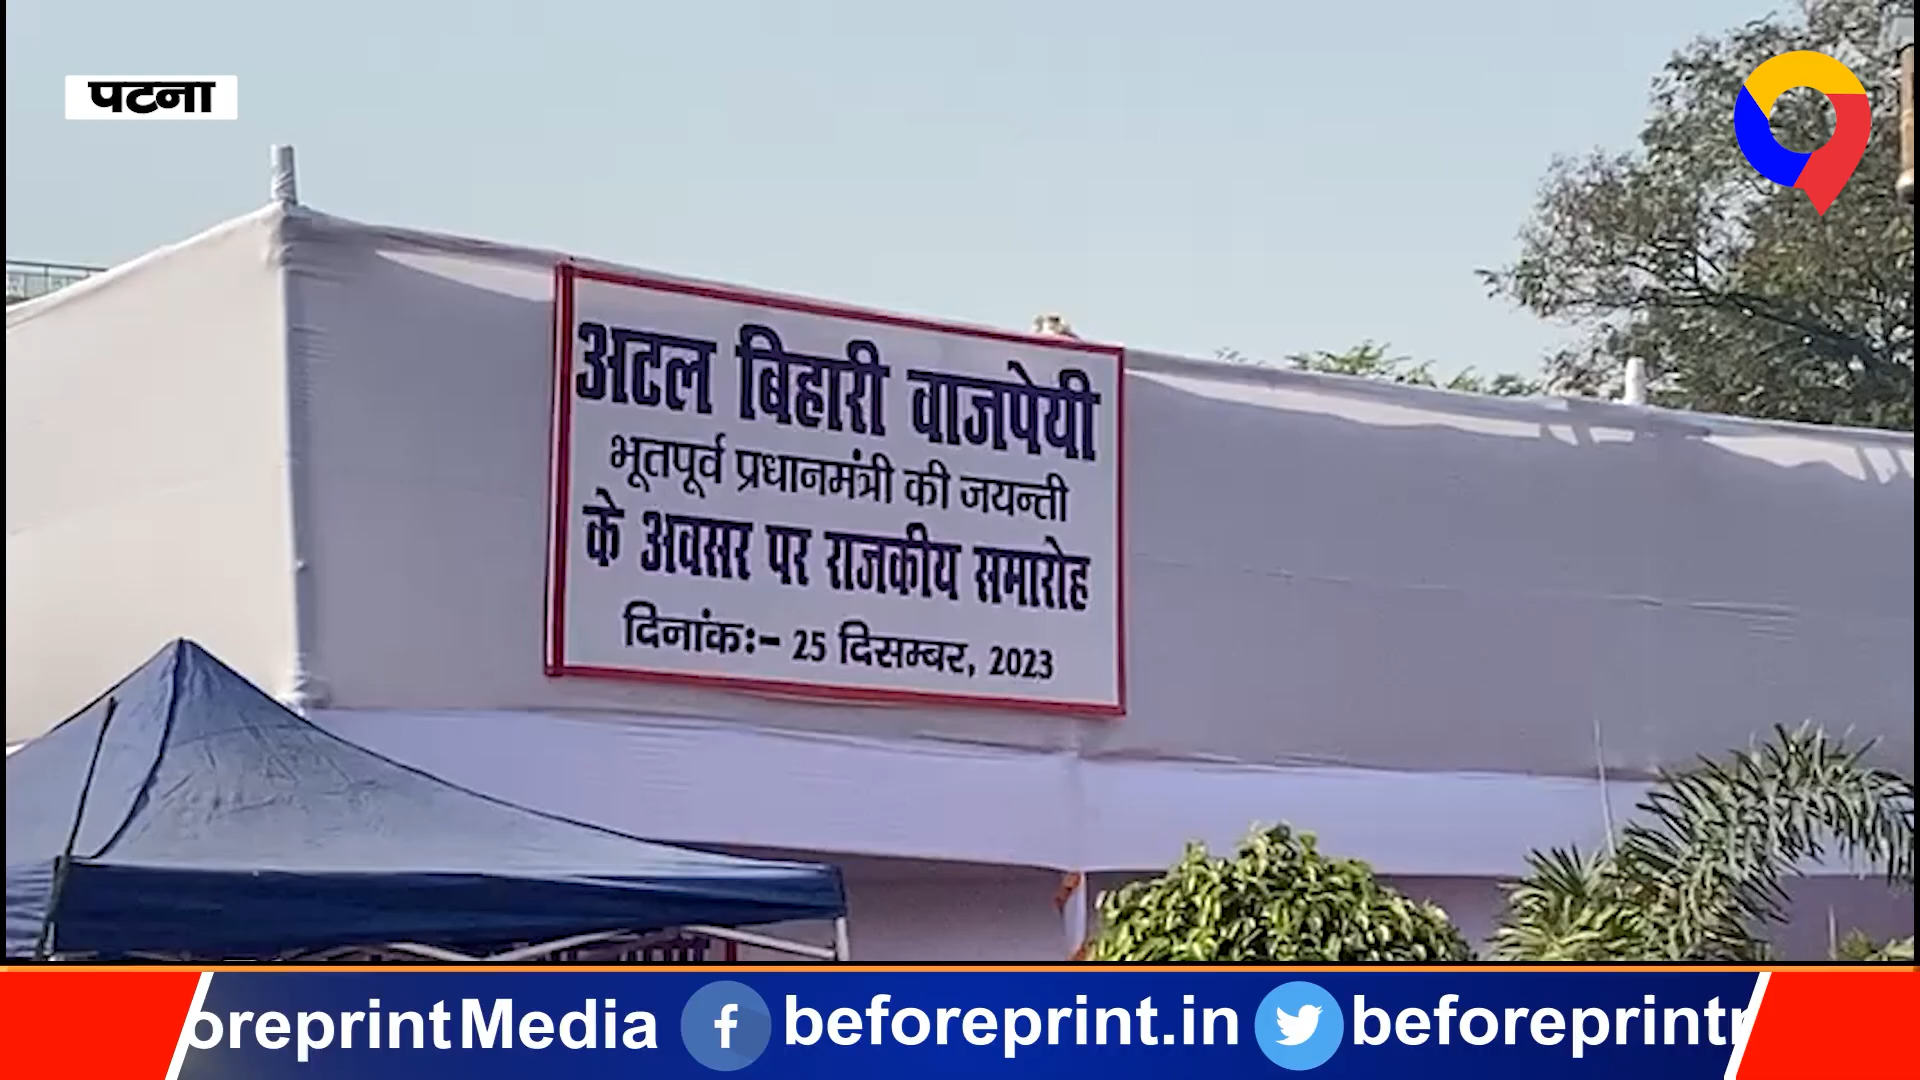 पटना
अटल बिहारी वाजपेयी
भूतपूर्व प्रधानमंत्री की जयन्ती
के अवसर पर राजकीय समारोह
दिनांकः- 25 दिसम्बर, 2023
oreprint Media beforeprint.in beforeprintr